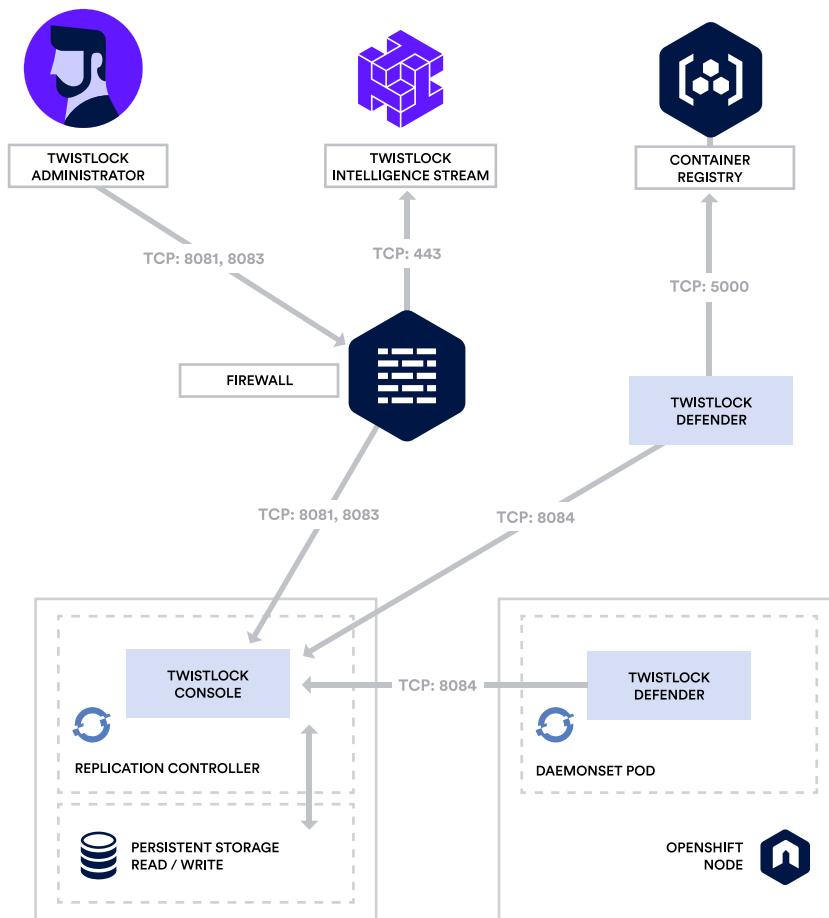 TWISTLOCK
ADMINISTRATOR
TWISTLOCK
INTELLIGENCE STREAM
CONTAINER
REGISTRY
TCP: 8081, 8083
TCP: 443
TCP: 5000
FIREWALL
TWISTLOCK
DEFENDER
TCP: 8081, 8083
TCP: 8084
TWISTLOCK
CONSOLE
TCP: 8084
TWISTLOCK
DEFENDER
REPLICATION CONTROLLER
DAEMONSET POD
PERSISTENT STORAGE
READ / WRITE
OPENSHIFT
NODE